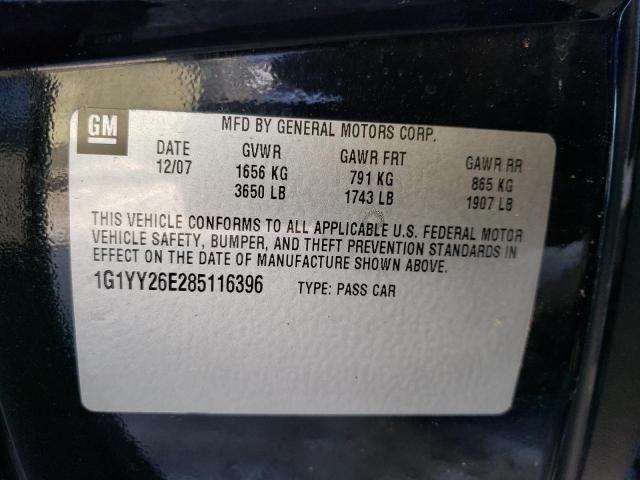 GM
MFD BY GENERAL MOTORS CORP.
DATE GVWR GAWR FRT GAWR RR
12/07 1656 KG 791 KG 865 KG
3650 LB 1743 LB 1907 LB
THIS VEHICLE CONFORMS TO ALL APPLICABLE U.S. FEDERAL MOTOR
VEHICLE SAFETY, BUMPER, AND THEFT PREVENTION STANDARDS IN
EFFECT ON THE DATE OF MANUFACTURE SHOWN ABOVE.
1G1YY26E285116396 TYPE: PASS CAR